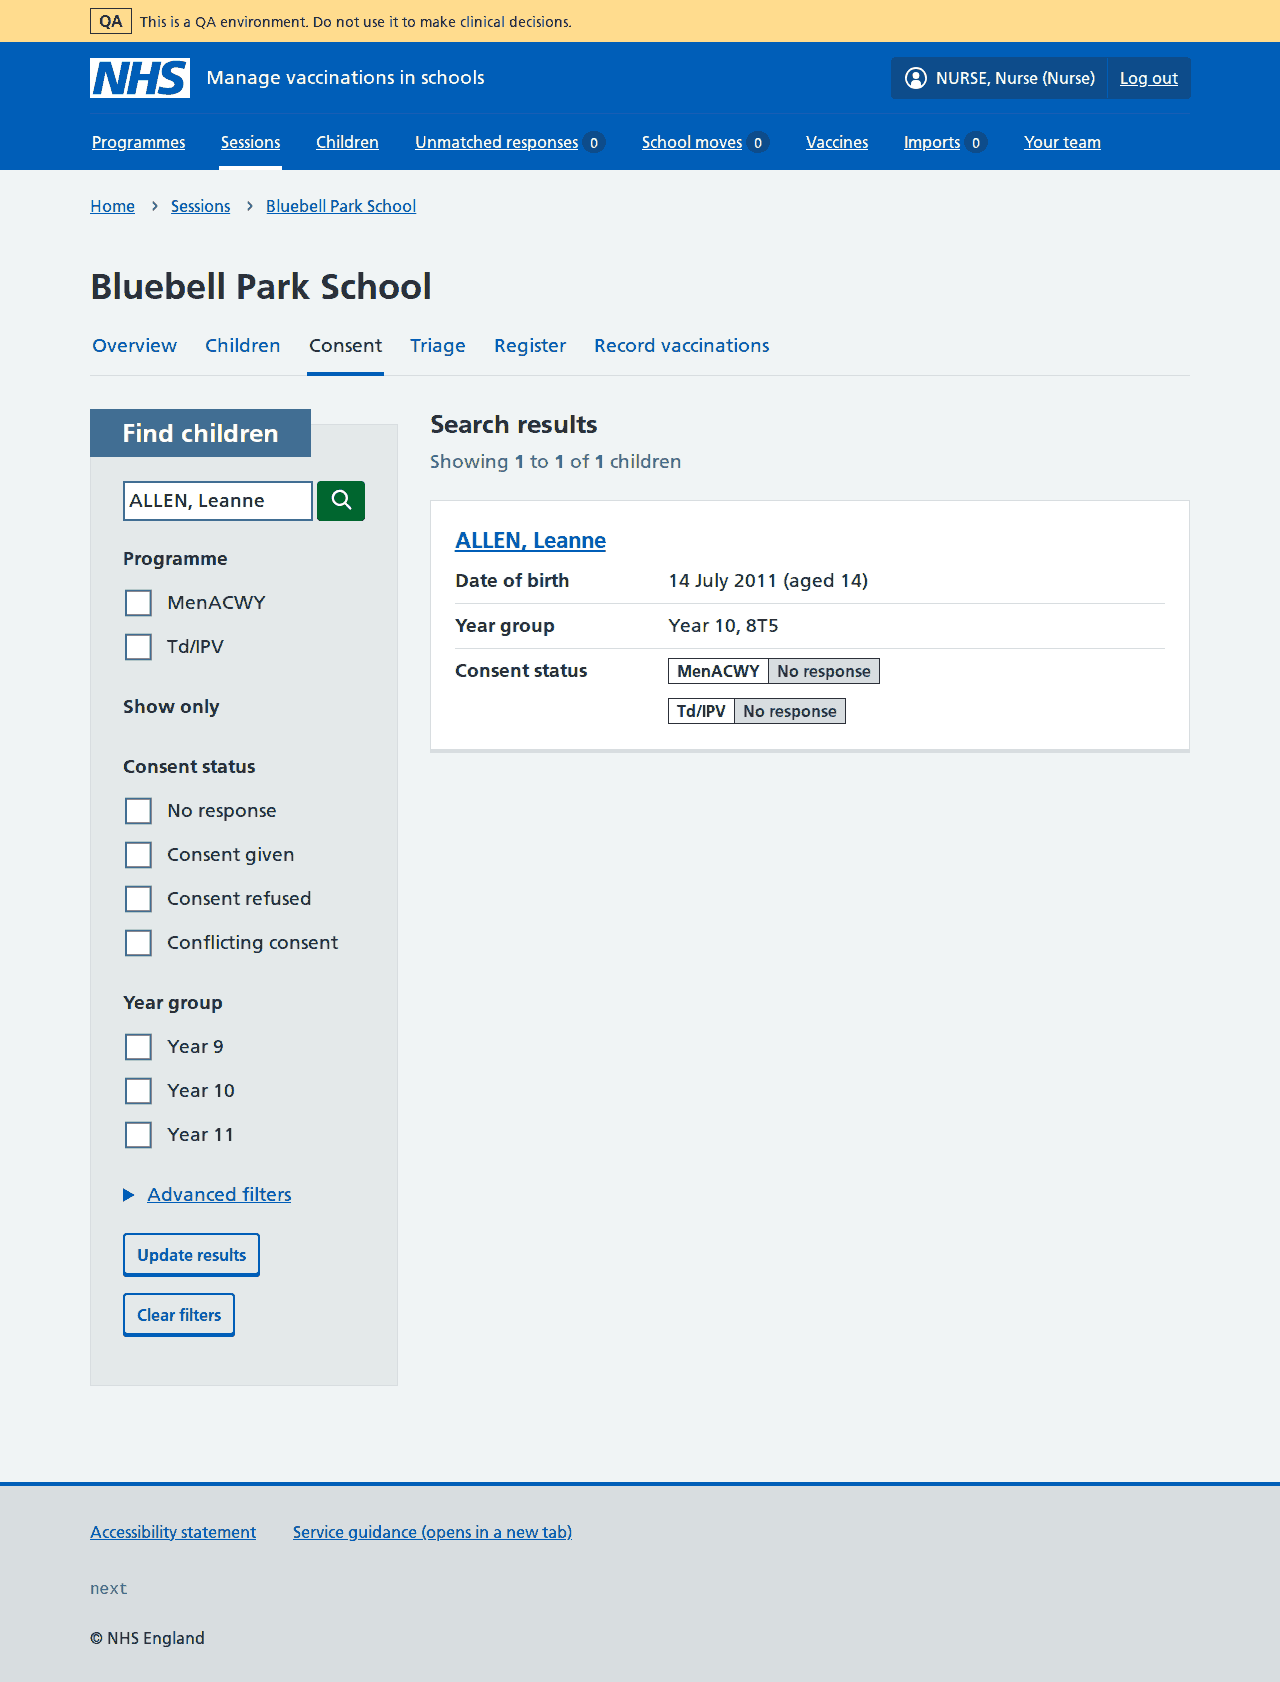 QA This is a QA environment. Do not use it to make clinical decisions.
NHS Manage vaccinations in schools NURSE, Nurse (Nurse) Log out
Programmes Sessions Children Unmatched responses 0 School moves 0 Vaccines Imports 0 Your team
Home Sessions Bluebell Park School
Bluebell Park School
Overview Children Consent Triage Register Record vaccinations
Find children
ALLEN, Leanne
Programme
MenACWY
Td/IPV
Show only
Consent status
No response
Consent given
Consent refused
Conflicting consent
Year group
Year 9
Year 10
Year 11
Advanced filters
Update results
Clear filters
Search results
Showing 1 to 1 of 1 children
ALLEN, Leanne
Date of birth 14 July 2011 (aged 14)
Year group Year 10, 8T5
Consent status MenACWY No response
Td/IPV No response
Accessibility statement Service guidance (opens in a new tab)
next
© NHS England